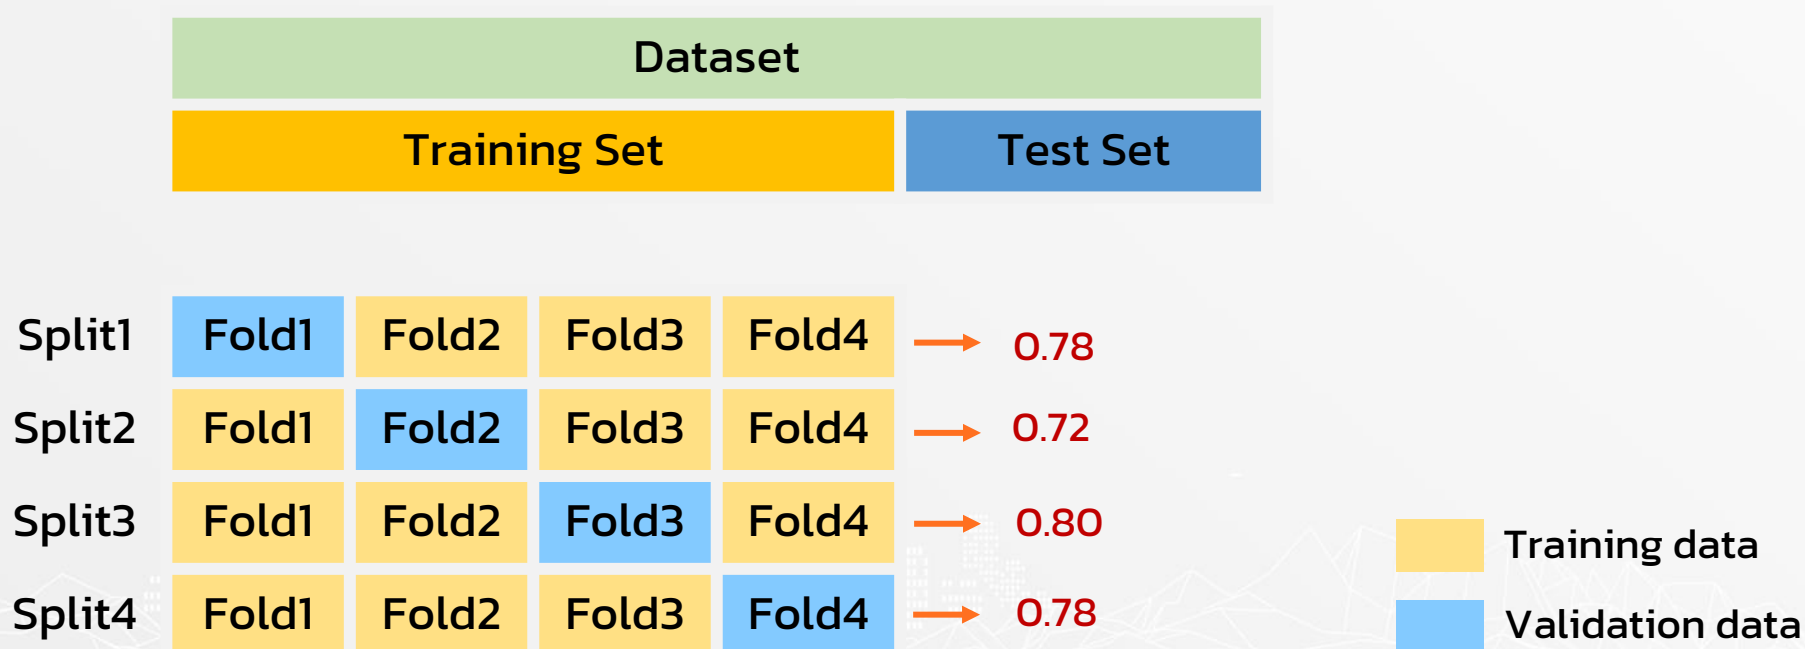 Dataset
Training Set Test Set
Split1 Fold1 Fold2 Fold3 Fold4 0.78
Split2 Fold1 Fold2 Fold3 Fold4 0.72
Split3 Fold1 Fold2 Fold3 Fold4 0.80
Split4 Fold1 Fold2 Fold3 Fold4 0.78
Training data
Validation data